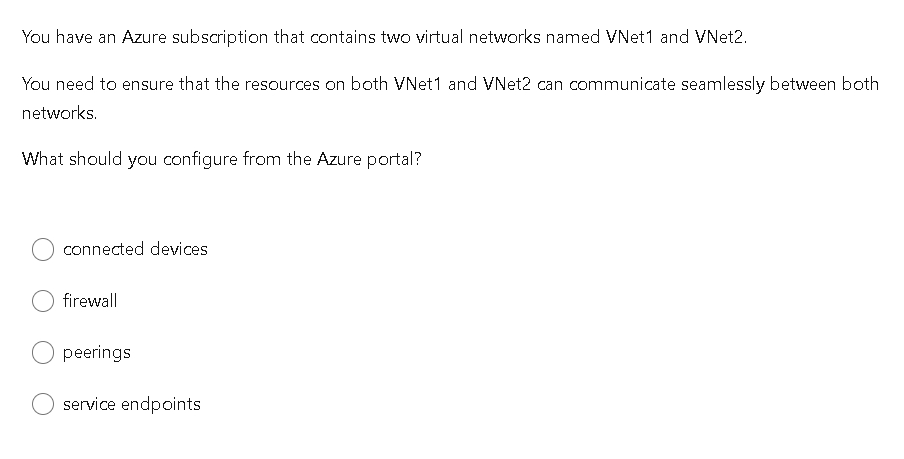 You have an Azure subscription that contains two virtual networks named VNet1 and VNet2.
You need to ensure that the resources on both VNet1 and VNet2 can communicate seamlessly between both
networks.
What should you configure from the Azure portal?
connected devices
firewall
peerings
service endpoints